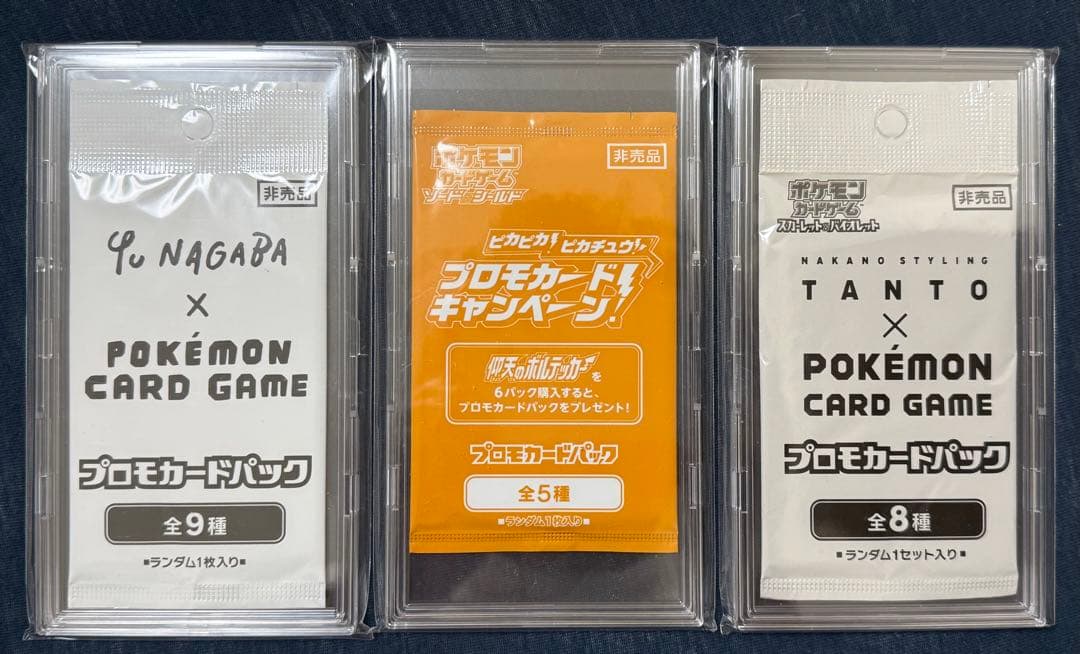 非売品
Yu NAGABA
×
POKÉMON
CARD GAME
プロモカードパック
全9種
■ランダム1枚入り■
ポケモン
カードゲーム
ソード&シールド
非売品
ピカピカ!ピカチュウ!
プロモカード
キャンペーン!
仰天のボルテッカーを
6パック購入すると、
プロモカードパックをプレゼント!
プロモカードパック
全5種
■ランダム1枚入り■
ポケモン
カードゲーム
スカーレット&バイオレット
非売品
NAKANO STYLING
TANTO
×
POKÉMON
CARD GAME
プロモカードパック
全8種
■ランダム1セット入り■